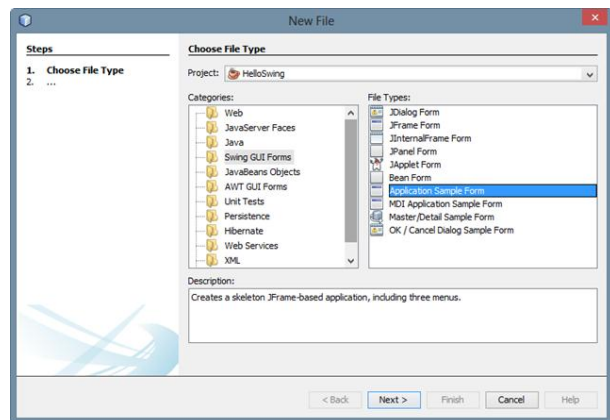 New File
Steps
1. Choose File Type
2. ...
Choose File Type
Project: HelloSwing
Categories:
Web
JavaServer Faces
Java
Swing GUI Forms
JavaBeans Objects
AWT GUI Forms
Unit Tests
Persistence
Hibernate
Web Services
XML
File Types:
JDialog Form
JFrame Form
JInternalFrame Form
JPanel Form
JApplet Form
Bean Form
Application Sample Form
MDI Application Sample Form
Master/Detail Sample Form
OK / Cancel Dialog Sample Form
Description:
Creates a skeleton JFrame-based application, including three menus.
< Back Next > Finish Cancel Help